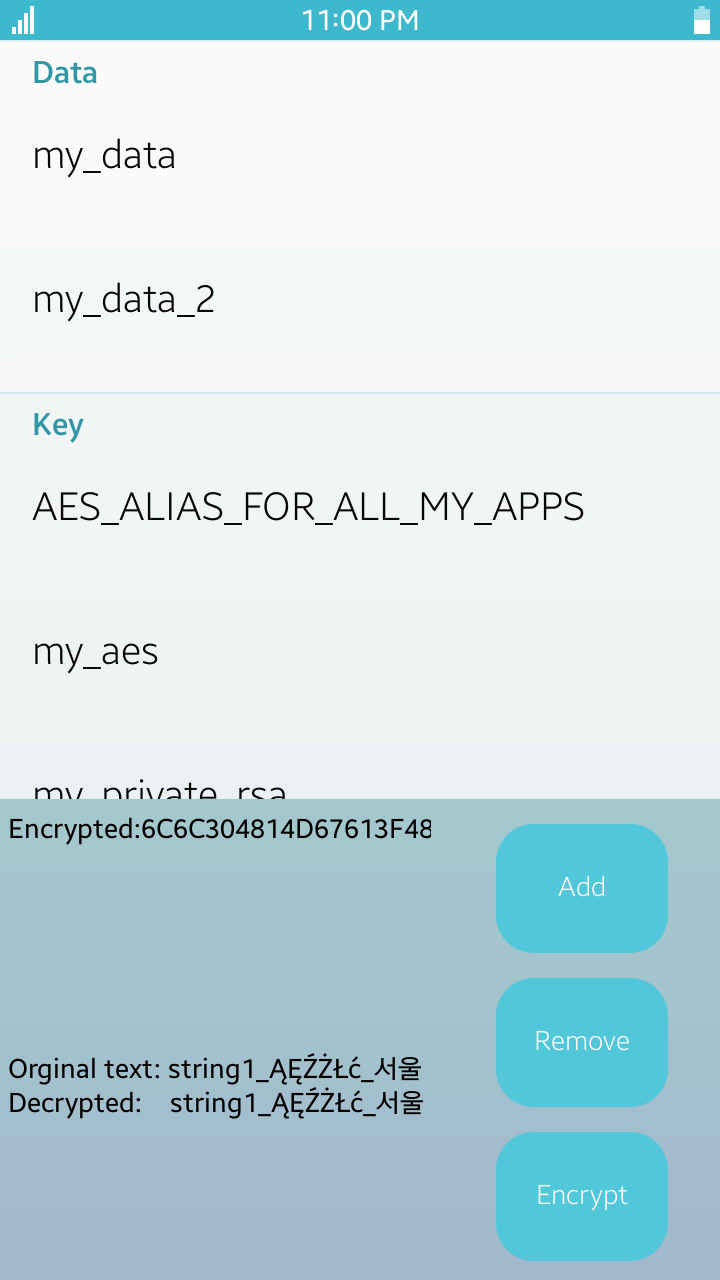 11:00 PM
Data
my_data
my_data_2
Key
AES_ALIAS_FOR_ALL_MY_APPS
my_aes
my_private_rsa
Encrypted:6C6C304814D67613F48
Add
Remove
Orginal text: string1_ĄĘŹŻŁć_서울
Decrypted: string1_ĄĘŹŻŁć_서울
Encrypt